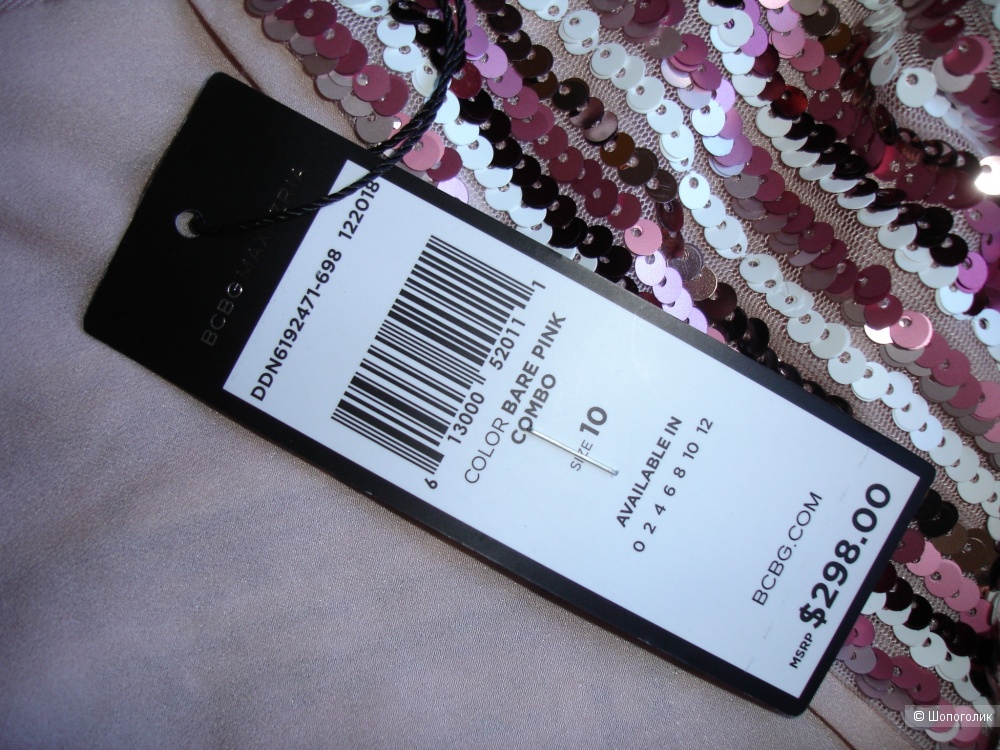 DDN6192471-698 122018
6 13000 52011 1
COLOR BARE PINK
COMBO
SIZE 10
AVAILABLE IN
0 2 4 6 8 10 12
BCBG.COM
MSRP $298.00
© Шопоголик